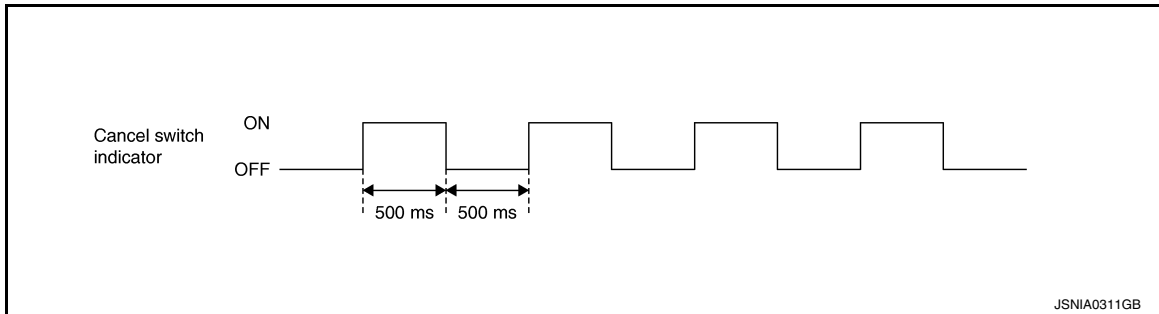 ON
Cancel switch
indicator
OFF
500 ms 500 ms
JSNIA0311GB